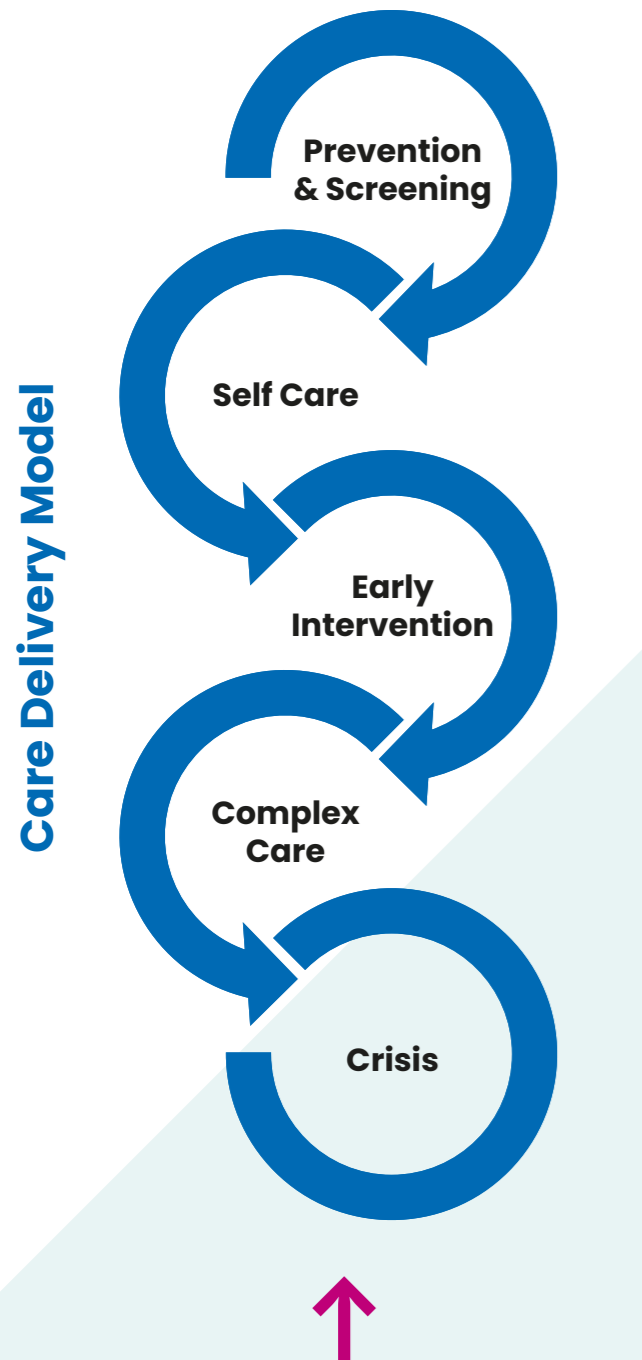 Care Delivery Model
Prevention
& Screening
Self Care
Early
Intervention
Complex
Care
Crisis